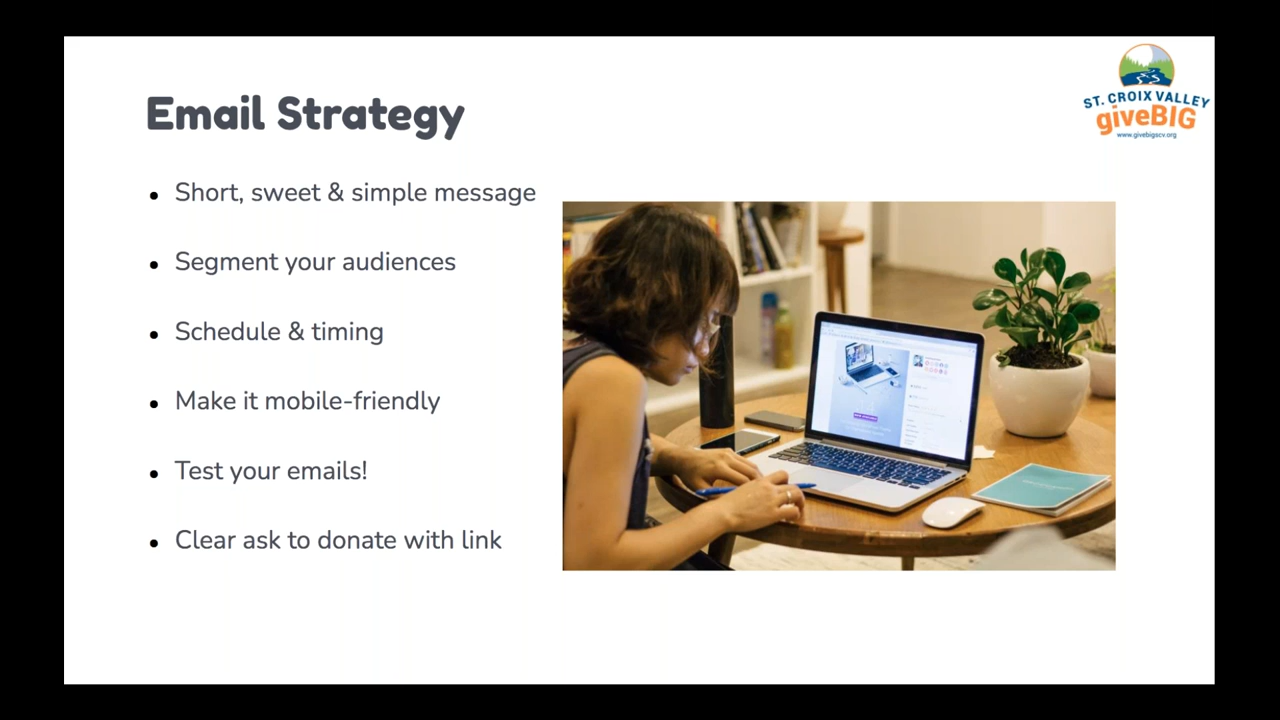 ST. CROIX VALLEY
giveBIG
www.givebigscv.org
Email Strategy
• Short, sweet & simple message
• Segment your audiences
• Schedule & timing
• Make it mobile-friendly
• Test your emails!
• Clear ask to donate with link